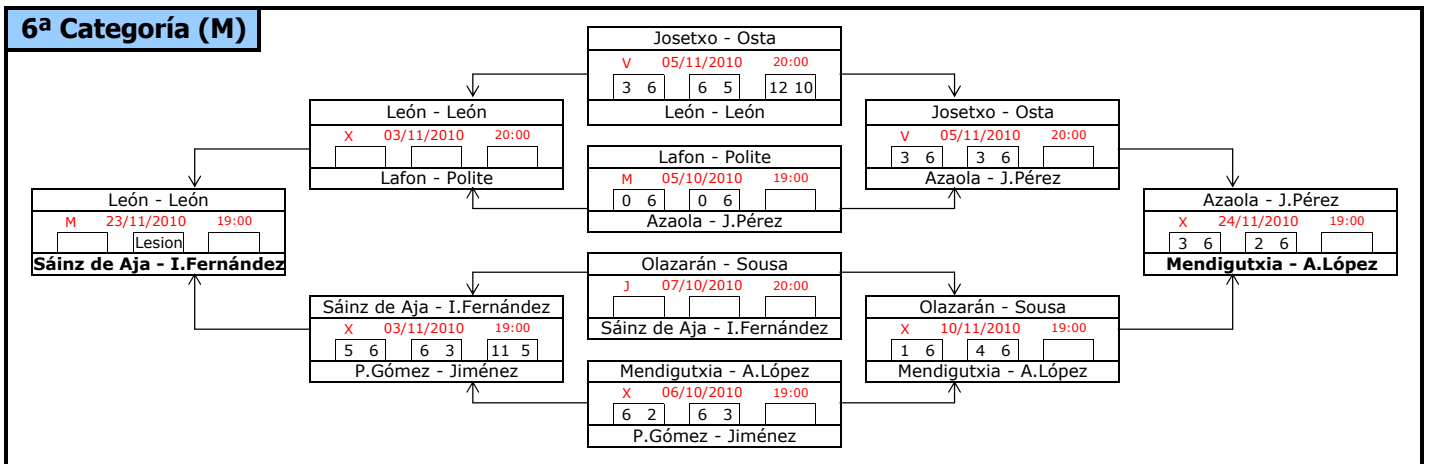 6ª Categoría (M)
Josetxo - Osta
V 05/11/2010 20:00
3 6 6 5 12 10
León - León
León - León
X 03/11/2010 20:00
Lafon - Polite
Josetxo - Osta
V 05/11/2010 20:00
3 6 3 6
Azaola - J.Pérez
Lafon - Polite
M 05/10/2010 19:00
0 6 0 6
Azaola - J.Pérez
León - León
M 23/11/2010 19:00
Lesion
Sáinz de Aja - I.Fernández
Azaola - J.Pérez
X 24/11/2010 19:00
3 6 2 6
Mendigutxia - A.López
Olazarán - Sousa
J 07/10/2010 20:00
Sáinz de Aja - I.Fernández
Sáinz de Aja - I.Fernández
X 03/11/2010 19:00
5 6 6 3 11 5
P.Gómez - Jiménez
Olazarán - Sousa
X 10/11/2010 19:00
1 6 4 6
Mendigutxia - A.López
Mendigutxia - A.López
X 06/10/2010 19:00
6 2 6 3
P.Gómez - Jiménez